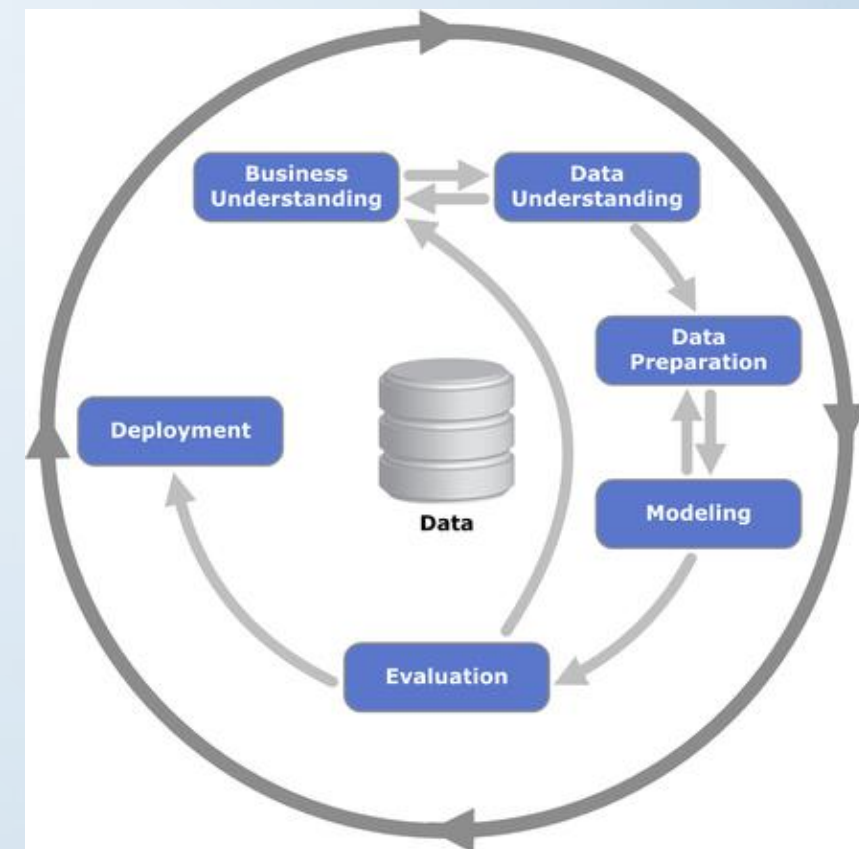 Business
Understanding
Data
Understanding
Data
Preparation
Deployment
Modeling
Data
Evaluation